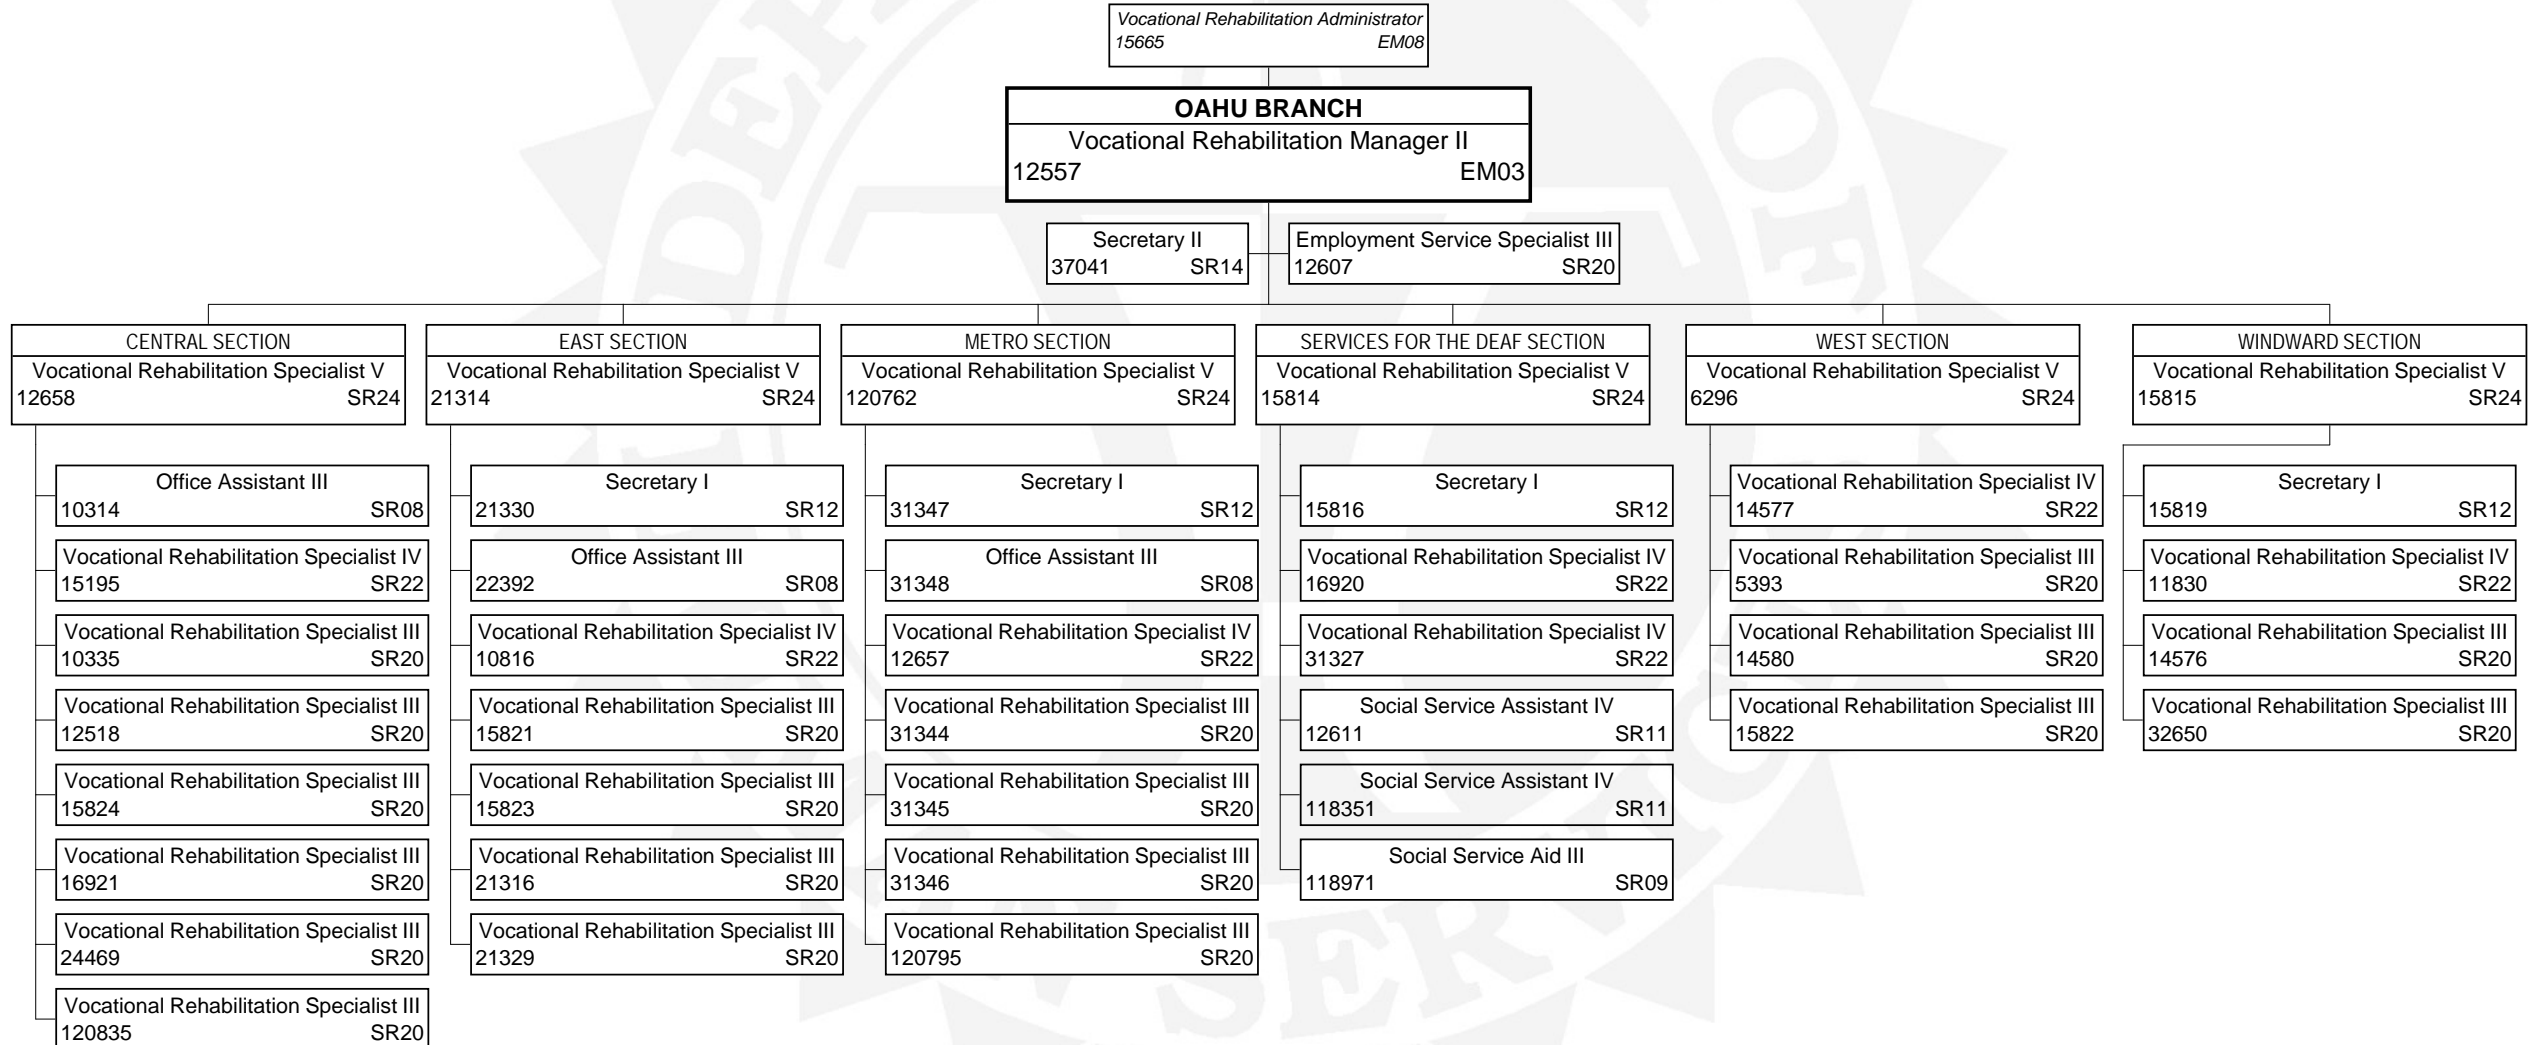 Vocational Rehabilitation Administrator
15665 EM08
OAHU BRANCH
Vocational Rehabilitation Manager II
12557 EM03
Secretary II
37041 SR14
Employment Service Specialist III
12607 SR20
CENTRAL SECTION
Vocational Rehabilitation Specialist V
12658 SR24
Office Assistant III
10314 SR08
Vocational Rehabilitation Specialist IV
15195 SR22
Vocational Rehabilitation Specialist III
10335 SR20
Vocational Rehabilitation Specialist III
12518 SR20
Vocational Rehabilitation Specialist III
15824 SR20
Vocational Rehabilitation Specialist III
16921 SR20
Vocational Rehabilitation Specialist III
24469 SR20
Vocational Rehabilitation Specialist III
120835 SR20
EAST SECTION
Vocational Rehabilitation Specialist V
21314 SR24
Secretary I
21330 SR12
Office Assistant III
22392 SR08
Vocational Rehabilitation Specialist IV
10816 SR22
Vocational Rehabilitation Specialist III
15821 SR20
Vocational Rehabilitation Specialist III
15823 SR20
Vocational Rehabilitation Specialist III
21316 SR20
Vocational Rehabilitation Specialist III
21329 SR20
METRO SECTION
Vocational Rehabilitation Specialist V
120762 SR24
Secretary I
31347 SR12
Office Assistant III
31348 SR08
Vocational Rehabilitation Specialist IV
12657 SR22
Vocational Rehabilitation Specialist III
31344 SR20
Vocational Rehabilitation Specialist III
31345 SR20
Vocational Rehabilitation Specialist III
31346 SR20
Vocational Rehabilitation Specialist III
120795 SR20
SERVICES FOR THE DEAF SECTION
Vocational Rehabilitation Specialist V
15814 SR24
Secretary I
15816 SR12
Vocational Rehabilitation Specialist IV
16920 SR22
Vocational Rehabilitation Specialist IV
31327 SR22
Social Service Assistant IV
12611 SR11
Social Service Assistant IV
118351 SR11
Social Service Aid III
118971 SR09
WEST SECTION
Vocational Rehabilitation Specialist V
6296 SR24
Vocational Rehabilitation Specialist IV
14577 SR22
Vocational Rehabilitation Specialist III
5393 SR20
Vocational Rehabilitation Specialist III
14580 SR20
Vocational Rehabilitation Specialist III
15822 SR20
WINDWARD SECTION
Vocational Rehabilitation Specialist V
15815 SR24
Secretary I
15819 SR12
Vocational Rehabilitation Specialist IV
11830 SR22
Vocational Rehabilitation Specialist III
14576 SR20
Vocational Rehabilitation Specialist III
32650 SR20